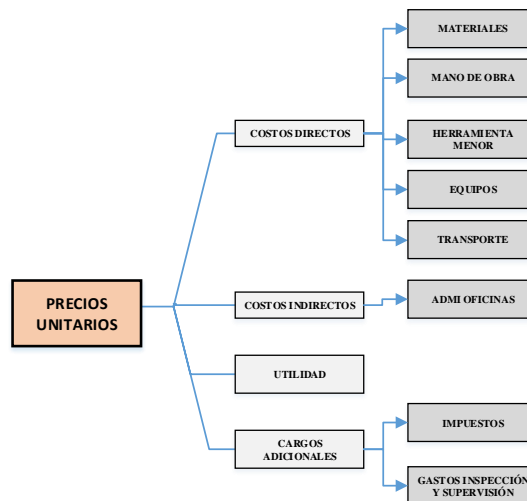 MATERIALES
MANO DE OBRA
COSTOS DIRECTOS
HERRAMIENTA
MENOR
EQUIPOS
TRANSPORTE
PRECIOS
UNITARIOS
COSTOS INDIRECTOS
ADMI OFICINAS
UTILIDAD
CARGOS
ADICIONALES
IMPUESTOS
GASTOS INSPECCIÓN
Y SUPERVISIÓN